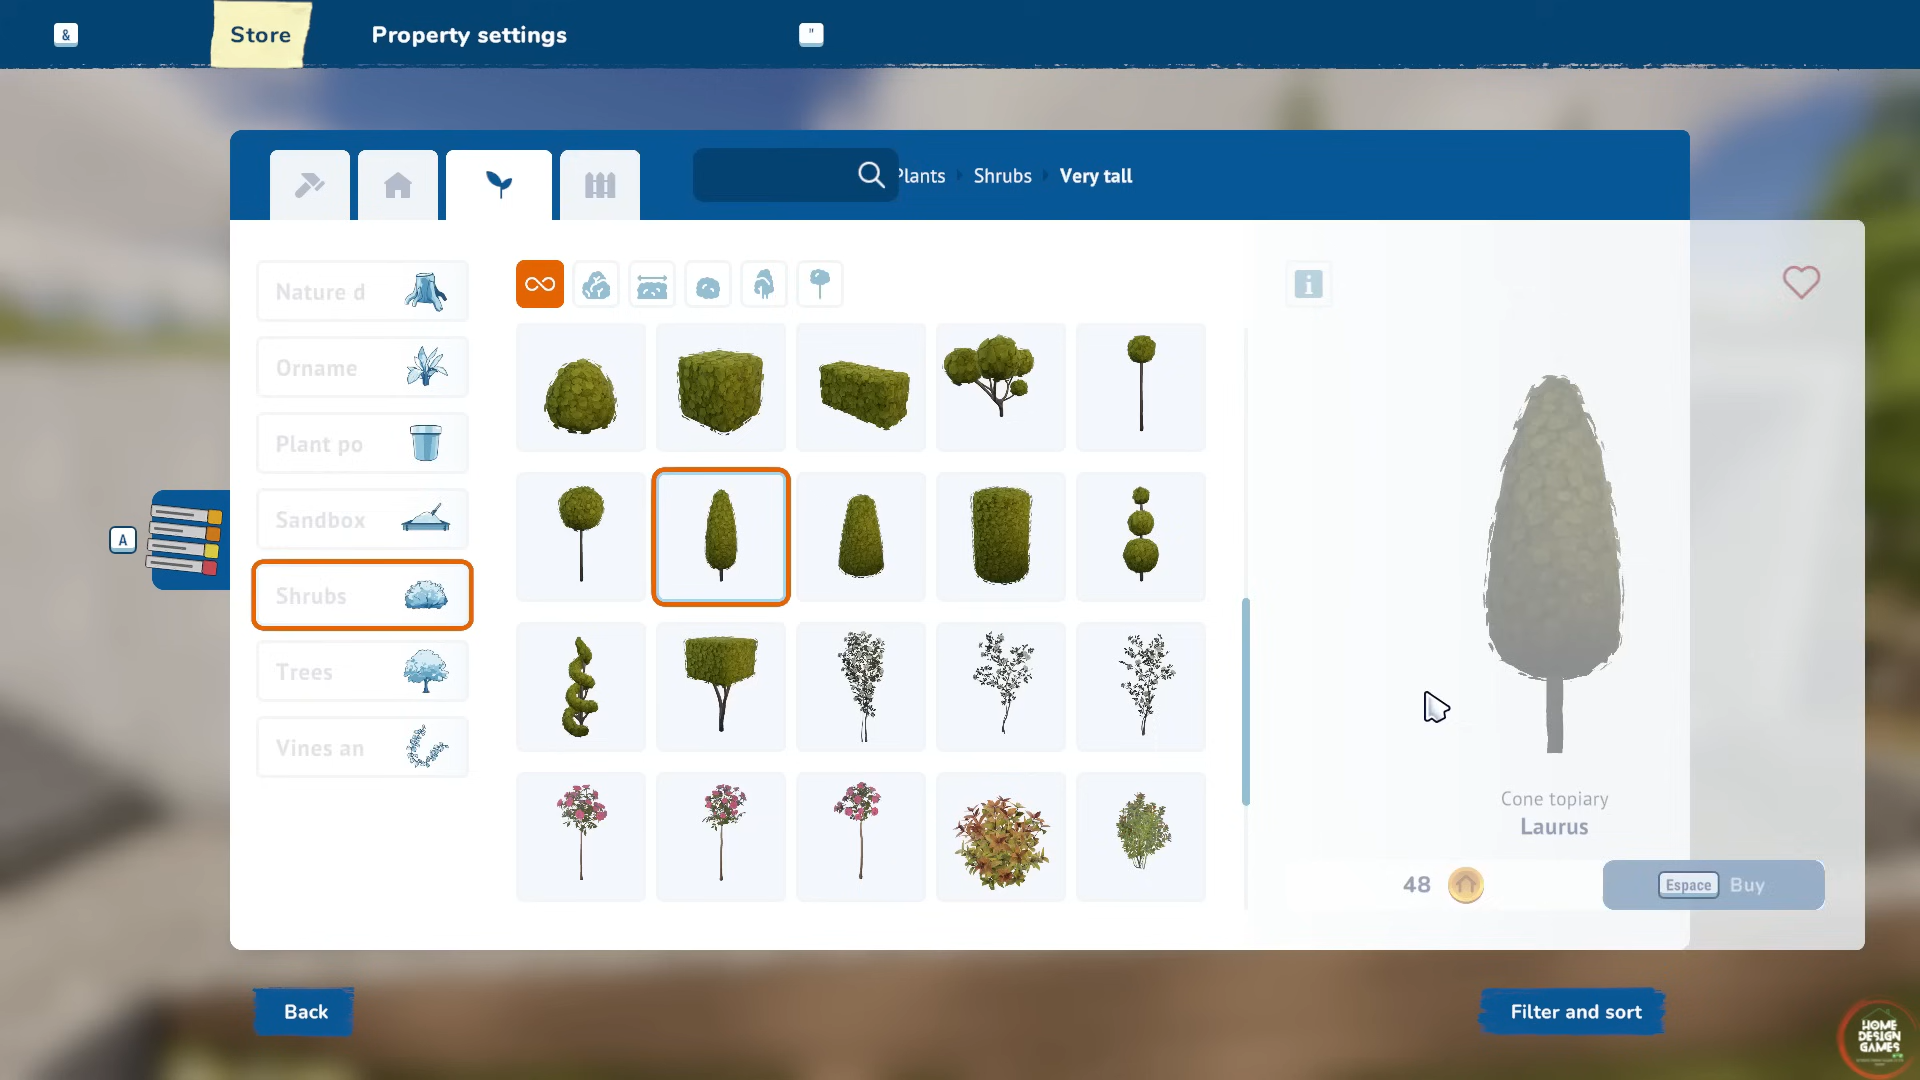 &
Store
Property settings
"
Plants
Shrubs
Very tall
Nature d
Orname
Plant po
Sandbox
Shrubs
Trees
Vines an
A
i
Cone topiary
Laurus
48
Espace
Buy
Back
Filter and sort
HOME
DESIGN
GAMES